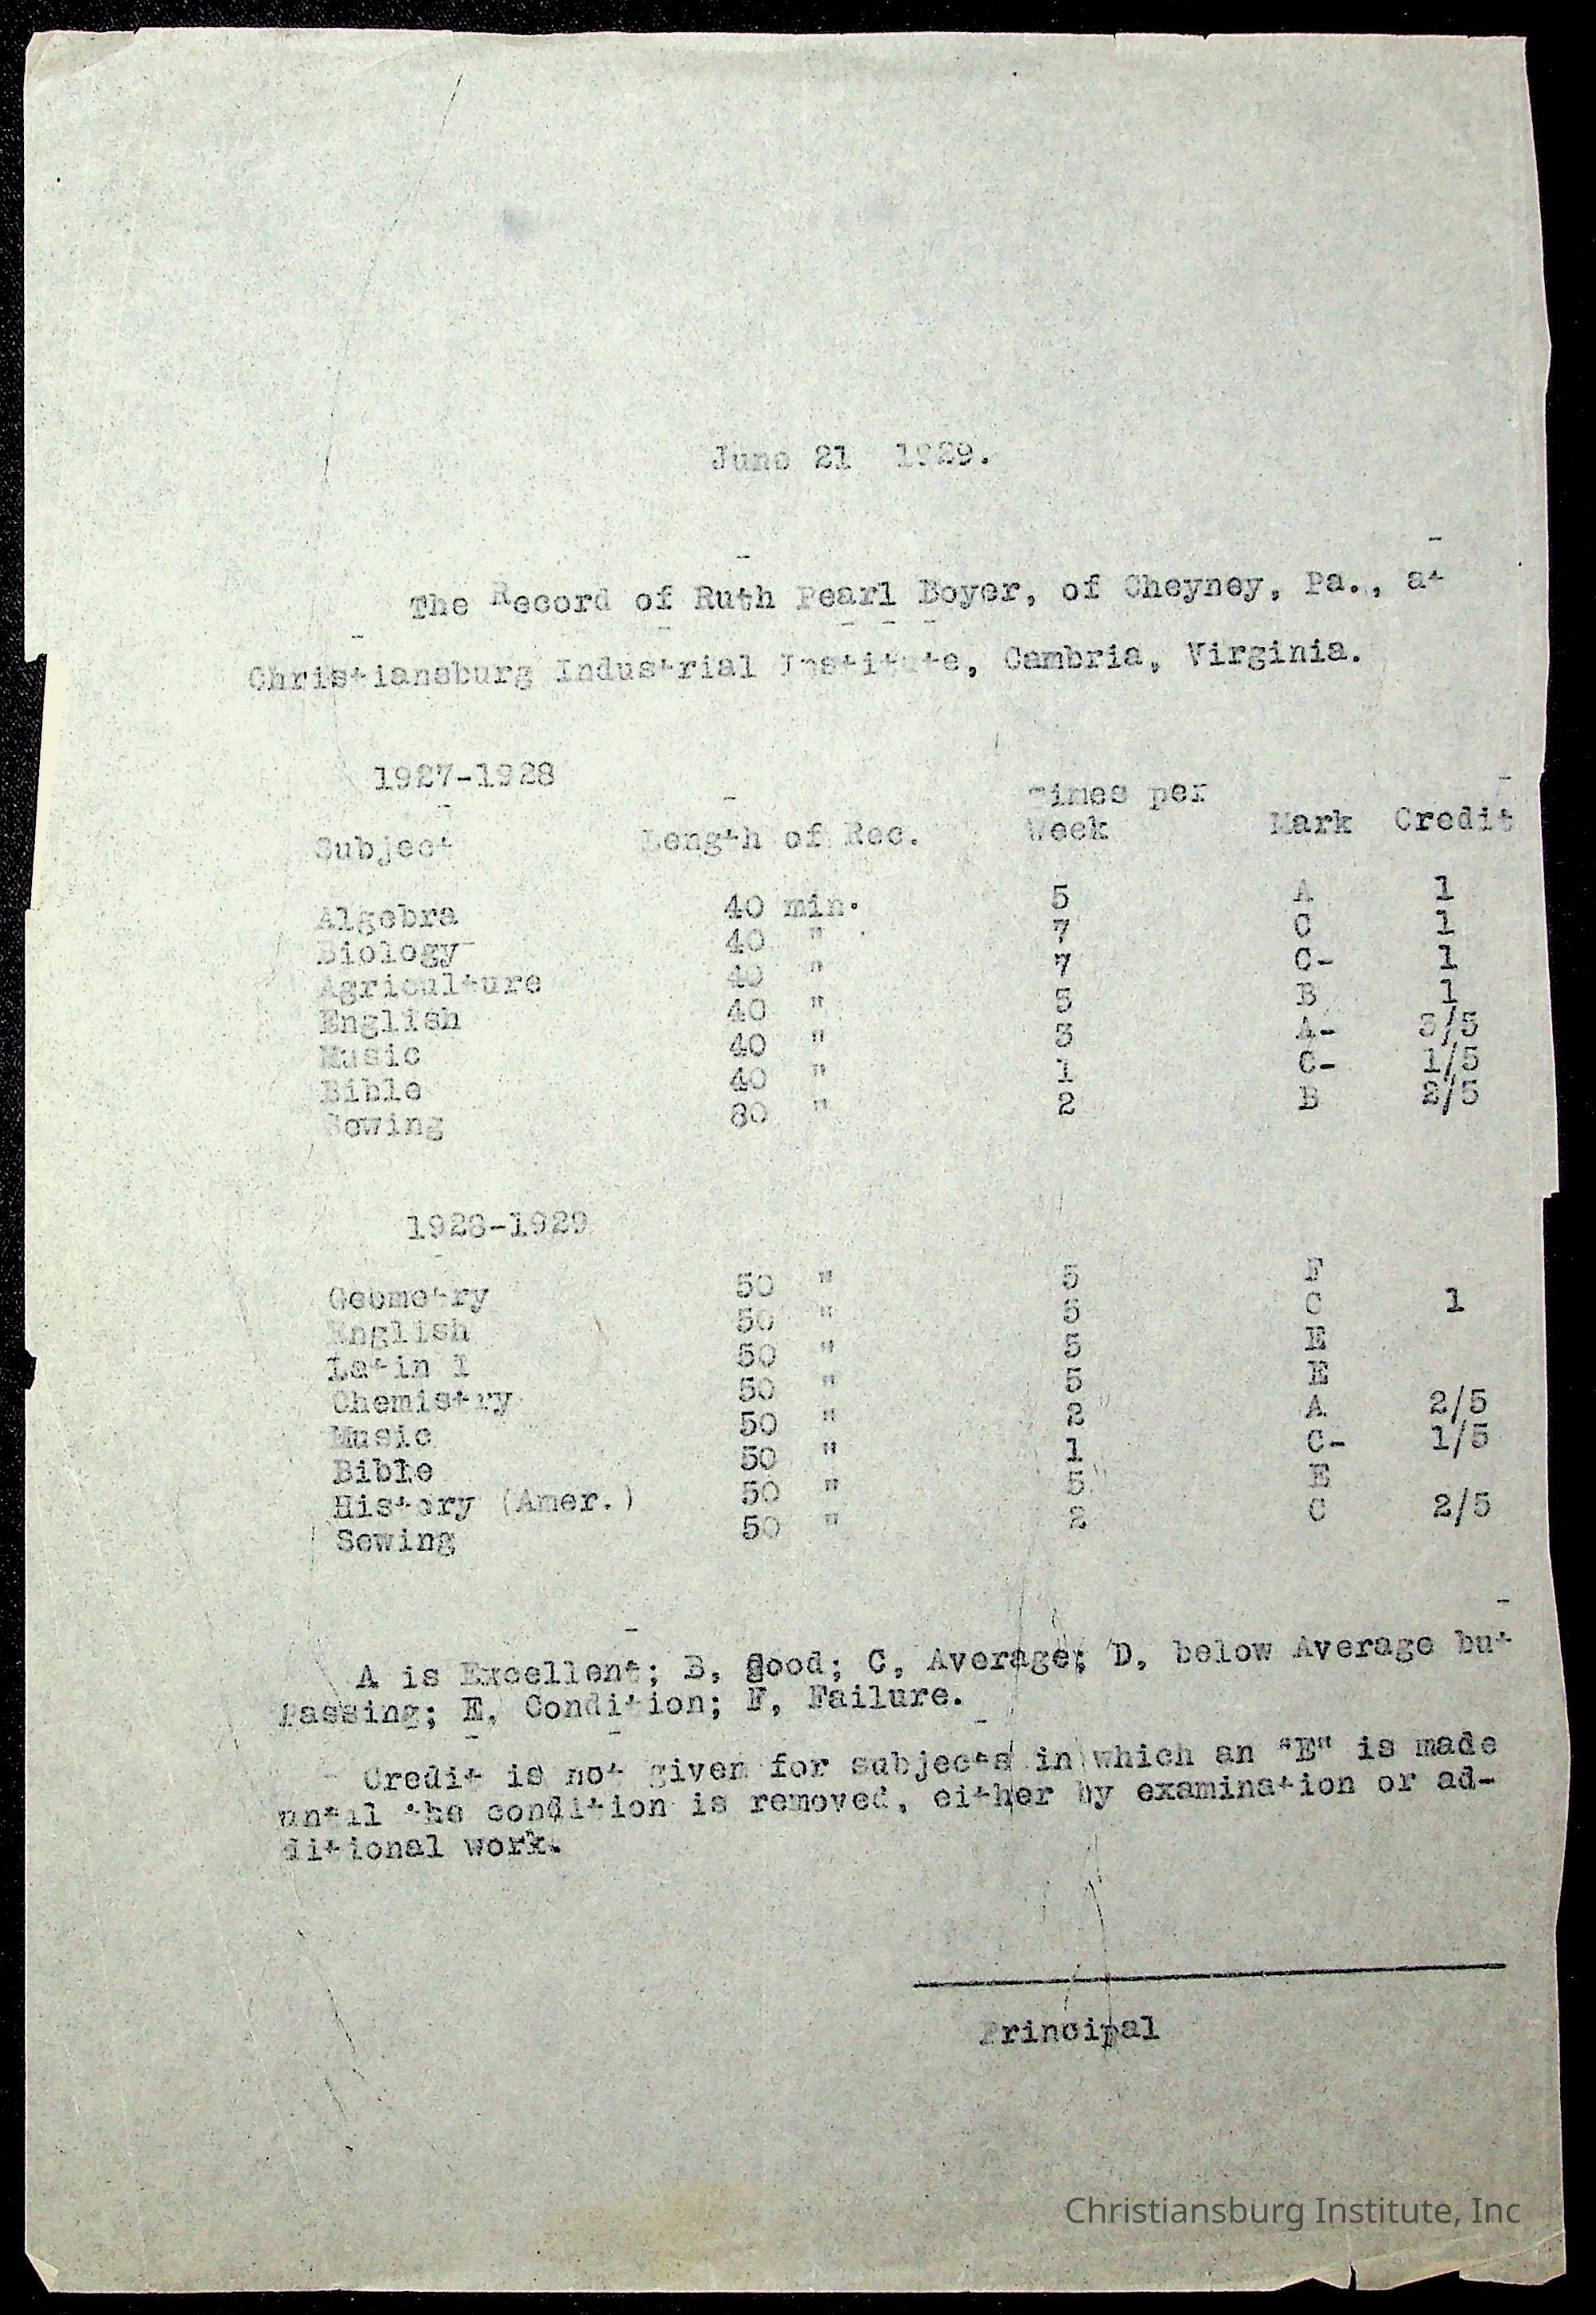 June 21 1929.
The Record of Ruth Pearl Boyer, of Cheyney, Pa., at
Christiansburg Industrial Institute, Cambria, Virginia.
1927-1928
Times per
Subject Length of Rec. Week Mark Credit
Algebra 40 min. 5 A 1
Biology 40 " 7 C 1
Agriculture 40 " 7 C- 1
English 40 " 5 B 1
Music 40 " 3 A- 3/5
Bible 40 " 1 C- 1/5
Sewing 80 " 2 B 2/5
1928-1929
Geometry 50 " 5 F
English 50 " 5 C 1
Latin I 50 " 5 E
Chemistry 50 " 5 E
Music 50 " 2 A 2/5
Bible 50 " 1 C- 1/5
History (Amer.) 50 " 5 E
Sewing 50 " 2 C 2/5
A is Excellent; B, good; C, Average; D, below Average but
Passing; E, Condition; F, Failure.
Credit is not given for subjects in which an "E" is made
until the condition is removed, either by examination or ad-
ditional work.
Principal
Christiansburg Institute, Inc